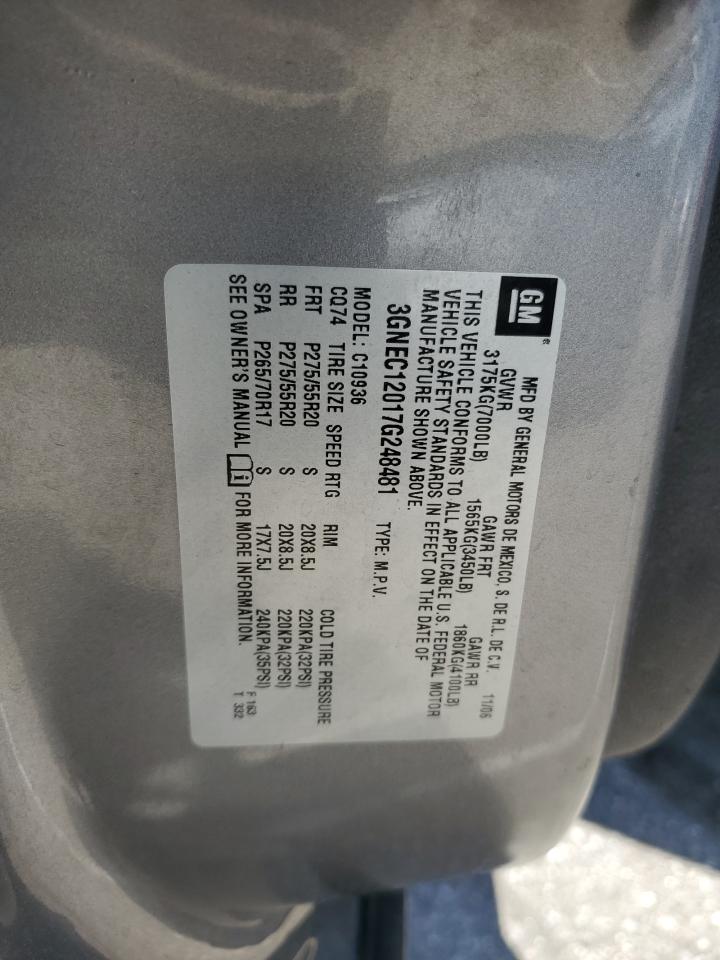 GM
MFD BY GENERAL MOTORS DE MEXICO, S. DE R.L. DE C.V. 11/06
GVWR GAWR FRT GAWR RR
3175KG(7000LB) 1565KG(3450LB) 1860KG(4100LB)
THIS VEHICLE CONFORMS TO ALL APPLICABLE U.S. FEDERAL MOTOR
VEHICLE SAFETY STANDARDS IN EFFECT ON THE DATE OF
MANUFACTURE SHOWN ABOVE.
3GNEC12017G248481 TYPE: M.P.V.
MODEL: C10936
CQ74 TIRE SIZE SPEED RTG RIM COLD TIRE PRESSURE
FRT P275/55R20 S 20X8.5J 220KPA(32PSI)
RR P275/55R20 S 20X8.5J 220KPA(32PSI)
SPA P265/70R17 S 17X7.5J 240KPA(35PSI)
SEE OWNER'S MANUAL FOR MORE INFORMATION.
F 163
T 332